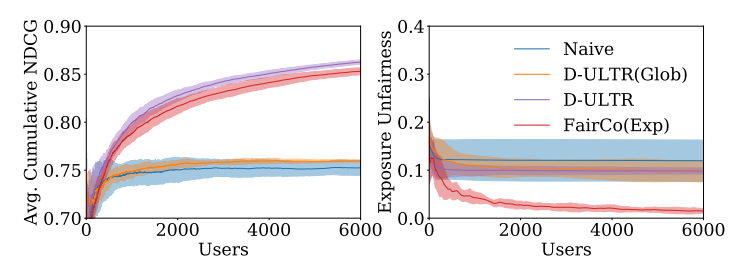 Avg. Cumulative NDCG
0.90
0.85
0.80
0.75
0.70
0
2000
4000
6000
Users
Exposure Unfairness
0.4
0.3
0.2
0.1
0.0
0
2000
4000
6000
Users
Naive
D-ULTR(Glob)
D-ULTR
FairCo(Exp)